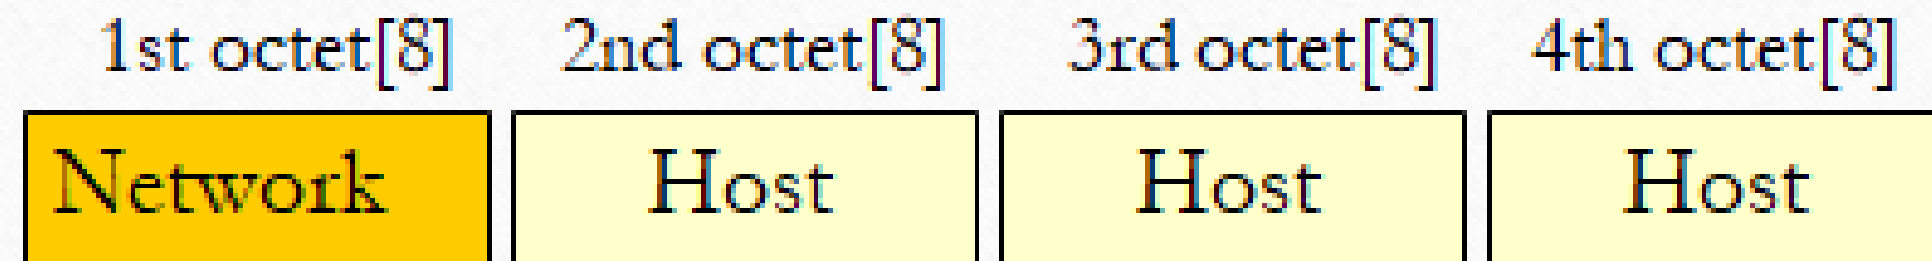 1st octet[8] 2nd octet[8] 3rd octet[8] 4th octet[8]
Network Host Host Host